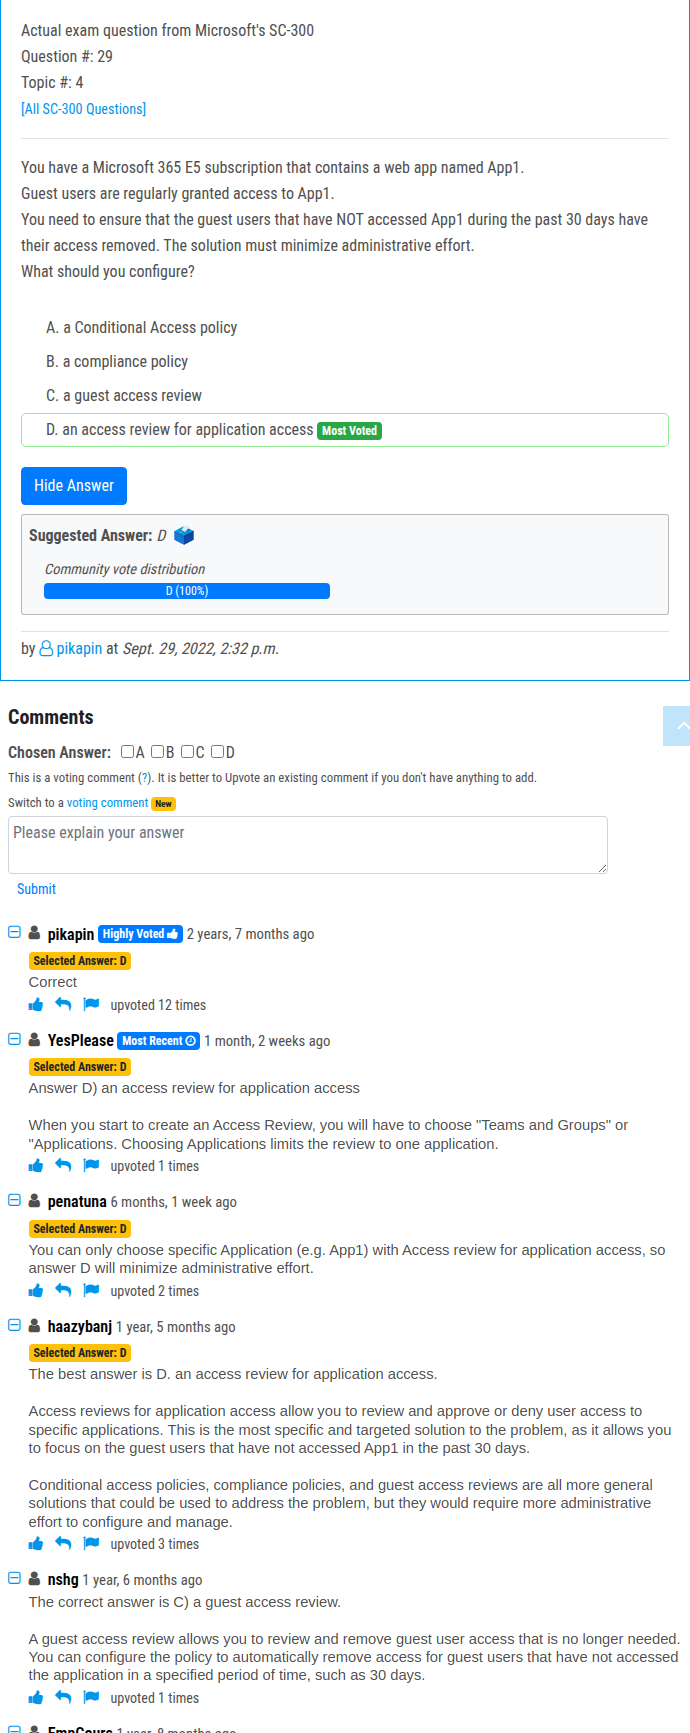 Actual exam question from Microsoft's SC-300
Question #: 29
Topic #: 4
[All SC-300 Questions]
You have a Microsoft 365 E5 subscription that contains a web app named App1.
Guest users are regularly granted access to App1.
You need to ensure that the guest users that have NOT accessed App1 during the past 30 days have
their access removed. The solution must minimize administrative effort.
What should you configure?
A. a Conditional Access policy
B. a compliance policy
C. a guest access review
D. an access review for application access Most Voted
Hide Answer
Suggested Answer: D
Community vote distribution
D (100%)
by pikapin at Sept. 29, 2022, 2:32 p.m.
Comments
Chosen Answer: A B C D
This is a voting comment (?). It is better to Upvote an existing comment if you don't have anything to add.
Switch to a voting comment New
Please explain your answer
Submit
pikapin Highly Voted 2 years, 7 months ago
Selected Answer: D
Correct
upvoted 12 times
YesPlease Most Recent 1 month, 2 weeks ago
Selected Answer: D
Answer D) an access review for application access
When you start to create an Access Review, you will have to choose "Teams and Groups" or
"Applications. Choosing Applications limits the review to one application.
upvoted 1 times
penatuna 6 months, 1 week ago
Selected Answer: D
You can only choose specific Application (e.g. App1) with Access review for application access, so
answer D will minimize administrative effort.
upvoted 2 times
haazybanj 1 year, 5 months ago
Selected Answer: D
The best answer is D. an access review for application access.
Access reviews for application access allow you to review and approve or deny user access to
specific applications. This is the most specific and targeted solution to the problem, as it allows you
to focus on the guest users that have not accessed App1 in the past 30 days.
Conditional access policies, compliance policies, and guest access reviews are all more general
solutions that could be used to address the problem, but they would require more administrative
effort to configure and manage.
upvoted 3 times
nshg 1 year, 6 months ago
The correct answer is C) a guest access review.
A guest access review allows you to review and remove guest user access that is no longer needed.
You can configure the policy to automatically remove access for guest users that have not accessed
the application in a specified period of time, such as 30 days.
upvoted 1 times